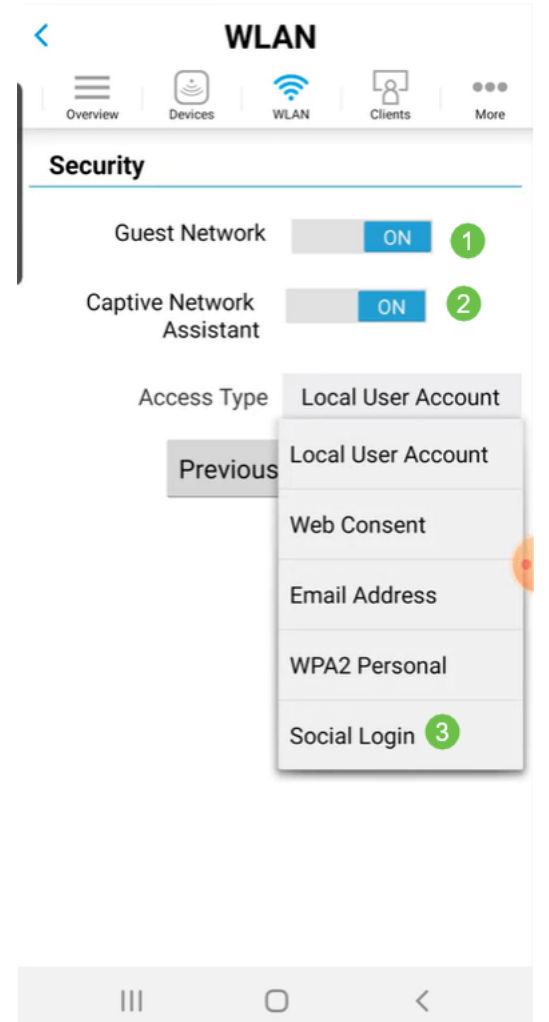 WLAN
Overview Devices WLAN Clients More
Security
Guest Network ON 1
Captive Network
Assistant ON 2
Access Type Local User Account
Previous Local User Account
Web Consent
Email Address
WPA2 Personal
Social Login 3